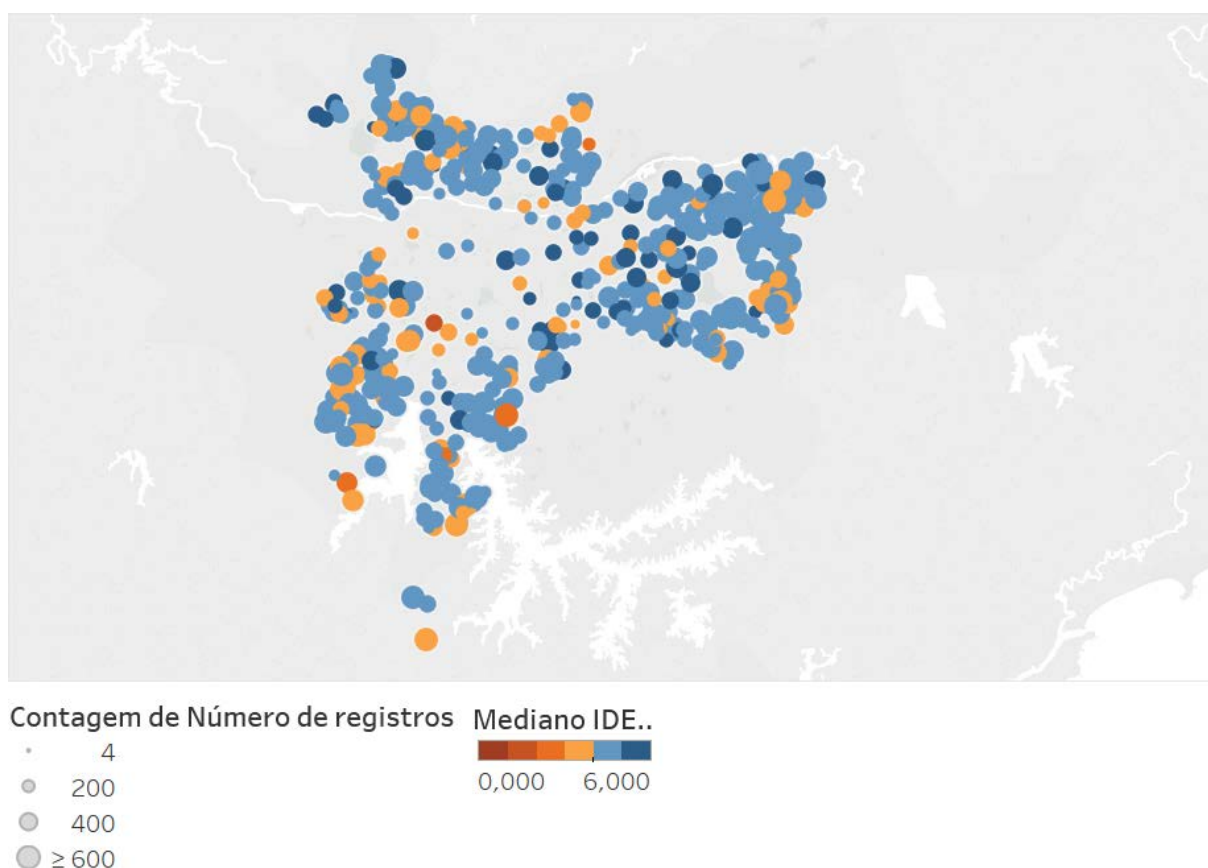 Contagem de Número de registros
4
200
400
≥ 600
Mediano IDE..
0,000 6,000